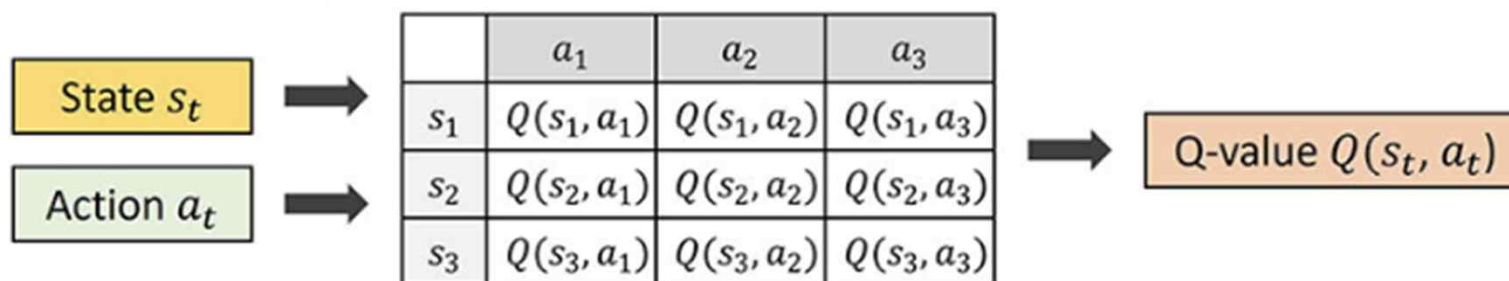 State s_t
Action a_t
a_1 a_2 a_3
s_1 Q(s_1, a_1) Q(s_1, a_2) Q(s_1, a_3)
s_2 Q(s_2, a_1) Q(s_2, a_2) Q(s_2, a_3)
s_3 Q(s_3, a_1) Q(s_3, a_2) Q(s_3, a_3)
Q-value Q(s_t, a_t)